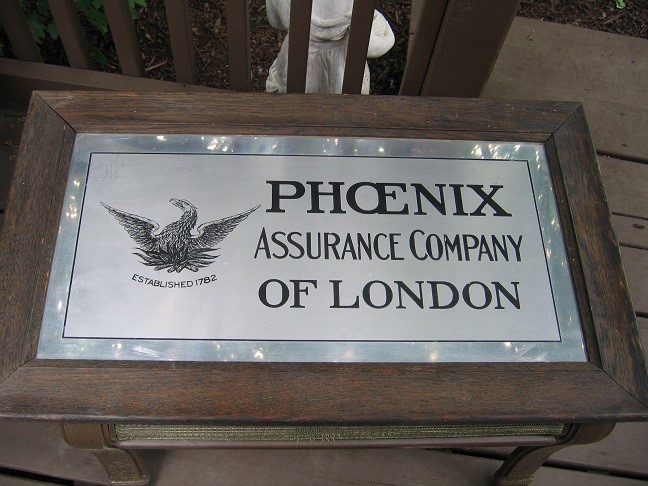 PHŒNIX
ASSURANCE COMPANY
OF LONDON
ESTABLISHED 1782